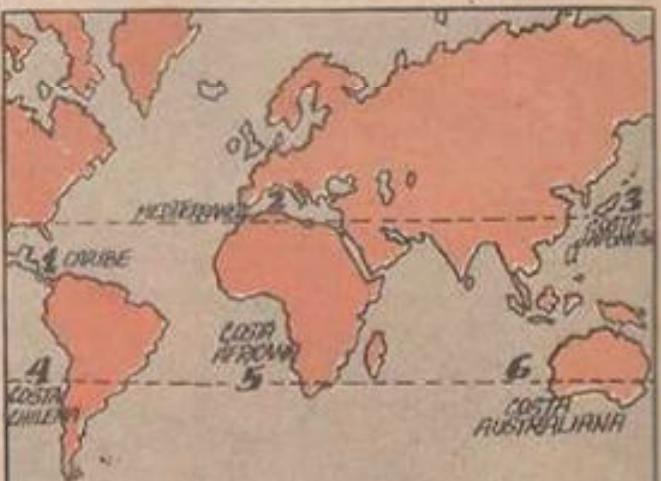 MEDITERRANEO
2
3
COSTA
JAPONESA
1 CARIBE
COSTA
AFRICANA
5
4
COSTA
CHILENA
6
COSTA
AUSTRALIANA